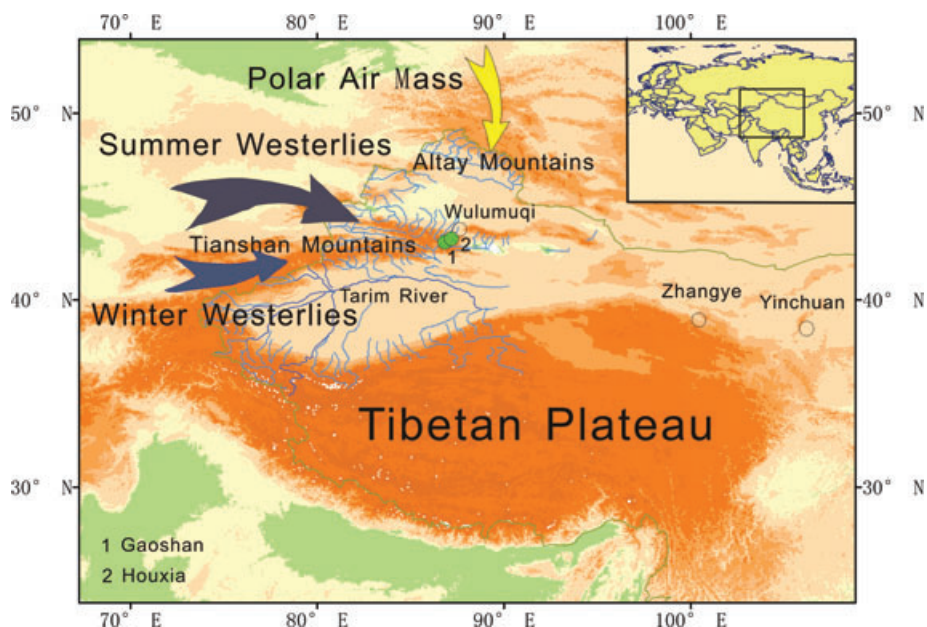 70° E 80° E 90° E 100° E
Polar Air Mass
50° N 50° N
Summer Westerlies
Altay Mountains
Wulumuqi
Tianshan Mountains
2
1
Tarim River
Zhangye
Yinchuan
40° N 40° N
Winter Westerlies
Tibetan Plateau
30° N 30° N
1 Gaoshan
2 Houxia
70° E 80° E 90° E 100° E